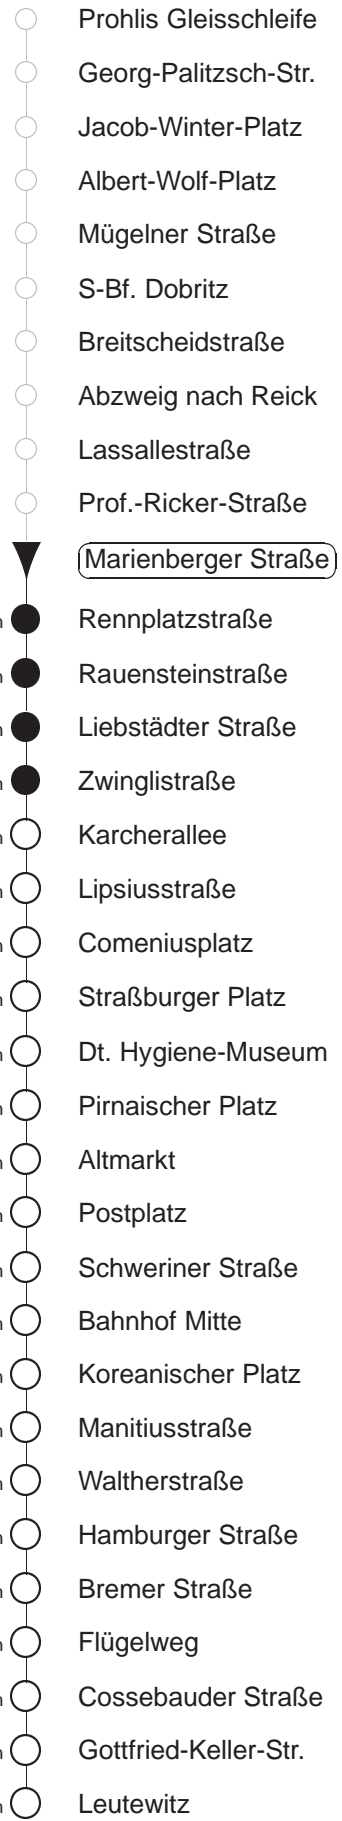 Prohlis Gleisschleife
Georg-Palitzsch-Str.
Jacob-Winter-Platz
Albert-Wolf-Platz
Mügelner Straße
S-Bf. Dobritz
Breitscheidstraße
Abzweig nach Reick
Lassallestraße
Prof.-Ricker-Straße
Marienberger Straße
Rennplatzstraße
Rauensteinstraße
Liebstädter Straße
Zwinglistraße
Karcherallee
Lipsiusstraße
Comeniusplatz
Straßburger Platz
Dt. Hygiene-Museum
Pirnaischer Platz
Altmarkt
Postplatz
Schweriner Straße
Bahnhof Mitte
Koreanischer Platz
Manitiusstraße
Waltherstraße
Hamburger Straße
Bremer Straße
Flügelweg
Cossebauder Straße
Gottfried-Keller-Str.
Leutewitz